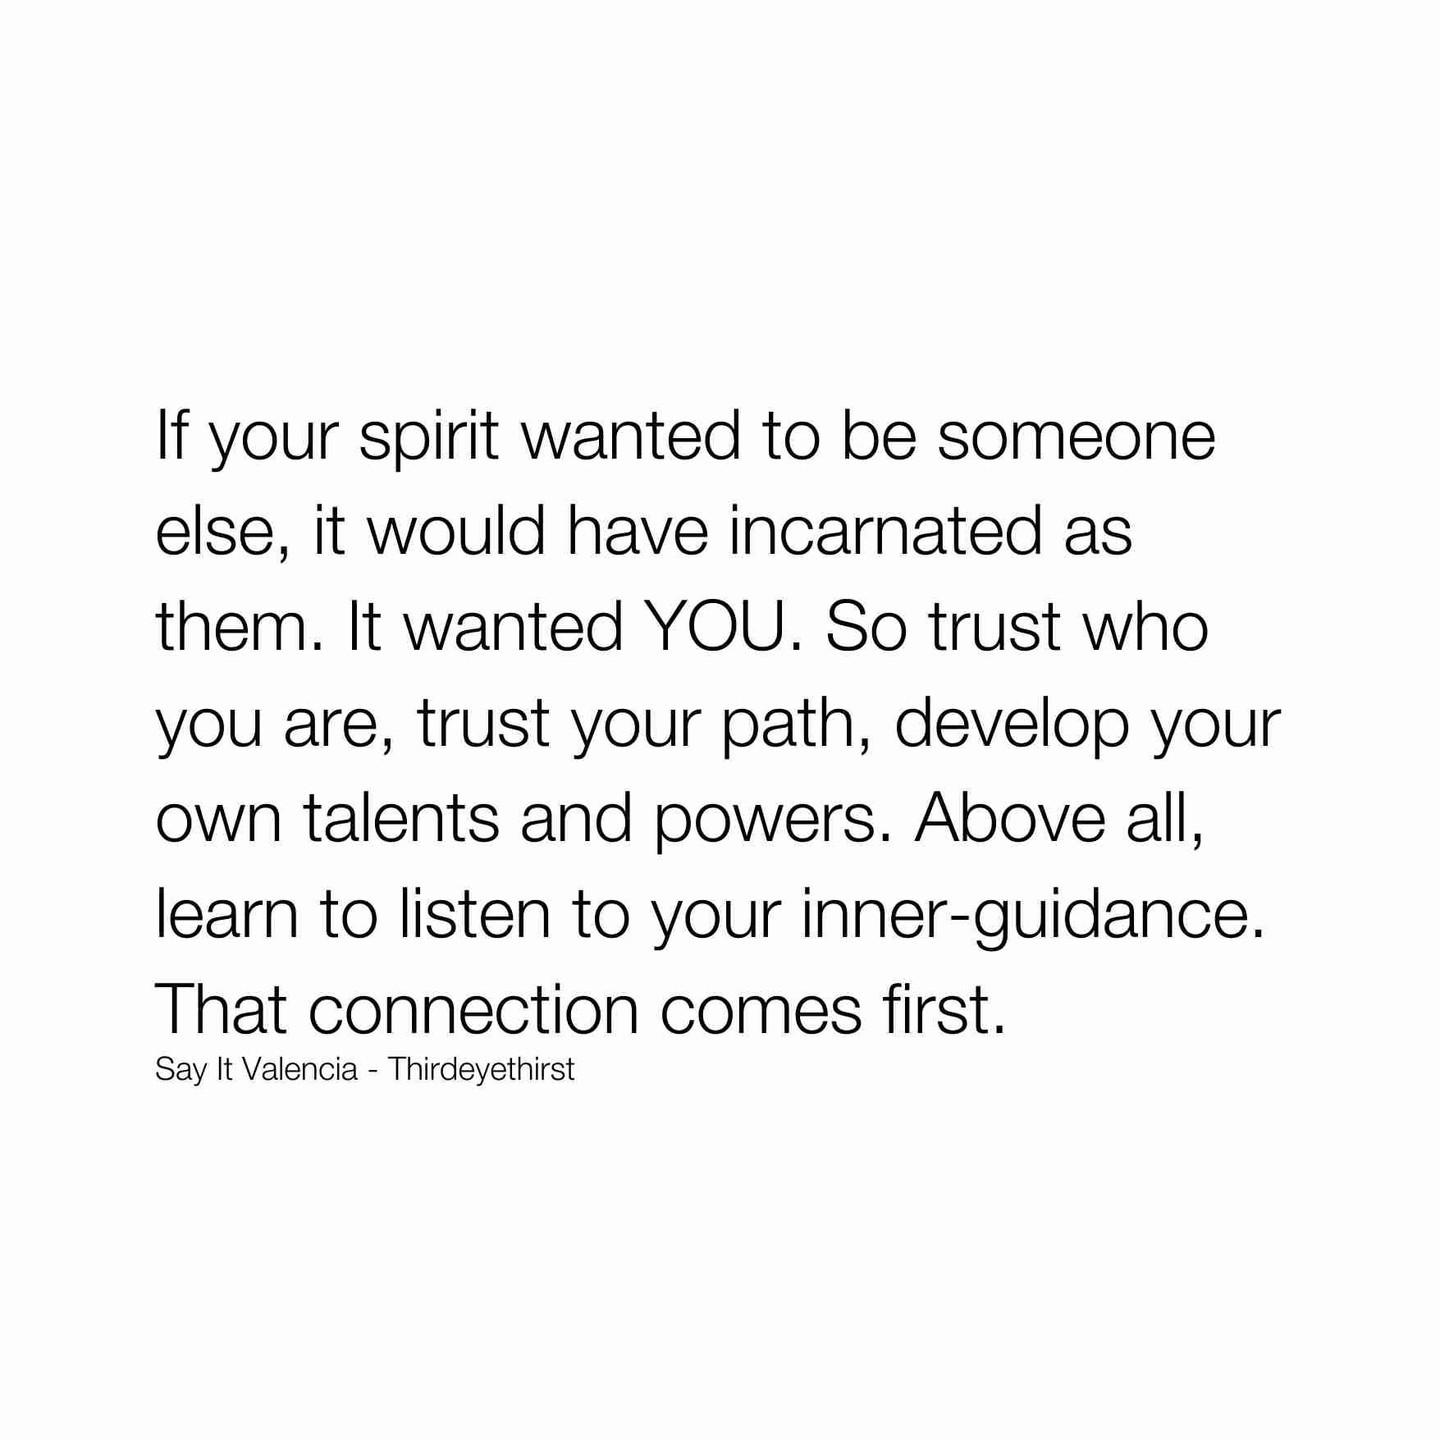 If your spirit wanted to be someone
else, it would have incarnated as
them. It wanted YOU. So trust who
you are, trust your path, develop your
own talents and powers. Above all,
learn to listen to your inner-guidance.
That connection comes first.
Say It Valencia - Thirdeyethirst